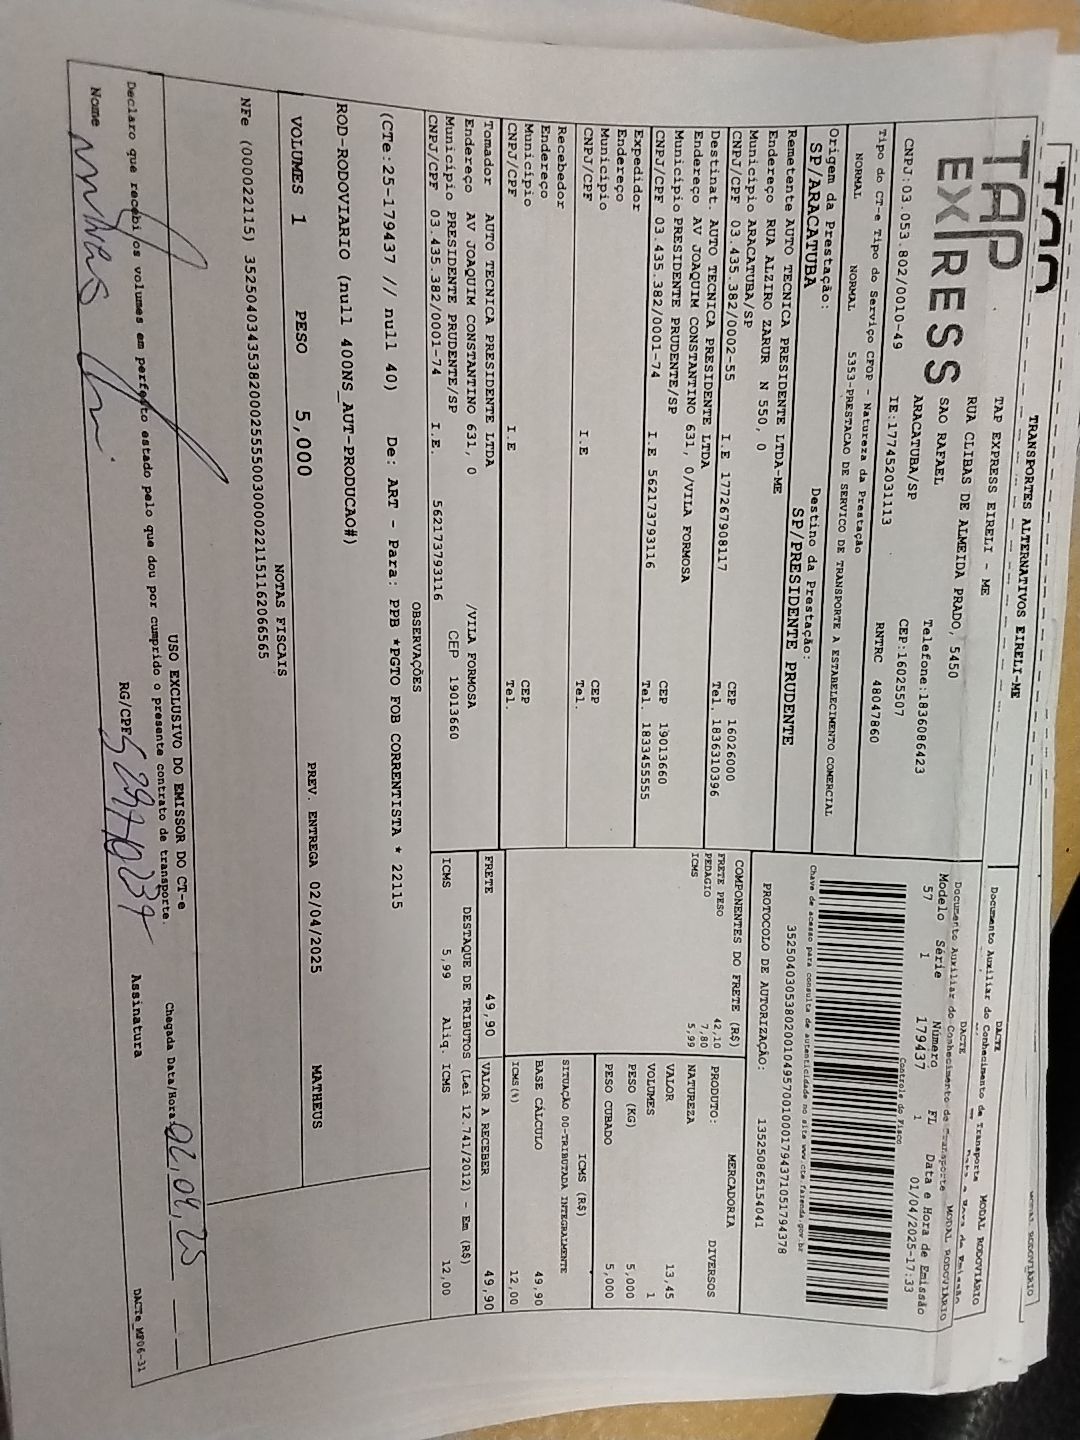 TRANSPORTES ALTERNATIVOS EIRELI-ME
TAP
EXPRESS
TAP EXPRESS EIRELI - ME
RUA CLIBAS DE ALMEIDA PRADO, 5450
SAO RAFAEL
Telefone:1836086423
ARACATUBA/SP
CEP:16025507
CNPJ:03.053.802/0010-49
IE:177452031113
RNTRC 48047860
DACTE
Documento Auxiliar do Conhecimento de Transporte
MODAL RODOVIÁRIO
DACTE
Documento Auxiliar do Conhecimento de Transporte
MODAL RODOVIÁRIO
Modelo Série Número FL Data e Hora de Emissão
57 1 179437 1 01/04/2025-17:33
Controle do Fisco
Tipo do CT-e Tipo do Serviço CFOP - Natureza da Prestação
NORMAL NORMAL 5353-PRESTACAO DE SERVICO DE TRANSPORTE A ESTABELECIMENTO COMERCIAL
Chave de acesso para consulta de autenticidade no site www.cte.fazenda.gov.br
35250403053802001049570010001794371051794378
PROTOCOLO DE AUTORIZAÇÃO: 135250865154041
Origem da Prestação: Destino da Prestação:
SP/ARACATUBA SP/PRESIDENTE PRUDENTE
Remetente AUTO TECNICA PRESIDENTE LTDA-ME
Endereço RUA ALZIRO ZARUR N 550, 0
Município ARACATUBA/SP CEP 16026000
CNPJ/CPF 03.435.382/0002-55 I.E 177267908117 Tel. 1836310396
Destinat. AUTO TECNICA PRESIDENTE LTDA
Endereço AV JOAQUIM CONSTANTINO 631, 0/VILA FORMOSA
Município PRESIDENTE PRUDENTE/SP CEP 19013660
CNPJ/CPF 03.435.382/0001-74 I.E 562173793116 Tel. 1833455555
Expedidor
Endereço
Município CEP
CNPJ/CPF I.E Tel.
Recebedor
Endereço
Município CEP
CNPJ/CPF I.E Tel.
Tomador AUTO TECNICA PRESIDENTE LTDA
Endereço AV JOAQUIM CONSTANTINO 631, 0 /VILA FORMOSA
Município PRESIDENTE PRUDENTE/SP CEP 19013660
CNPJ/CPF 03.435.382/0001-74 I.E. 562173793116
COMPONENTES DO FRETE (R$)
FRETE PESO 42,10
PEDAGIO 7,80
ICMS 5,99
MERCADORIA
PRODUTO: DIVERSOS
NATUREZA
VALOR 13,45
VOLUMES 1
PESO (KG) 5,000
PESO CUBADO 5,000
ICMS (R$)
SITUAÇÃO 00-TRIBUTADA INTEGRALMENTE
BASE CÁLCULO 49,90
ICMS(%) 12,00
FRETE 49,90 VALOR A RECEBER 49,90
DESTAQUE DE TRIBUTOS (Lei 12.741/2012) - Em (R$)
ICMS 5,99 Aliq. ICMS 12,00
OBSERVAÇÕES
(CTe:25-179437 // null 40) De: ART - Para: PPB *PGTO FOB CORRENTISTA * 22115
ROD-RODOVIARIO (null 400NS_AUT-PRODUCAO#)
VOLUMES 1 PESO 5,000 PREV. ENTREGA 02/04/2025 MATHEUS
NOTAS FISCAIS
NFe (000022115) 35250403435382000255550030000221151162066565
USO EXCLUSIVO DO EMISSOR DO CT-e
Declaro que recebi os volumes em perfeito estado pelo que dou por cumprido o presente contrato de transporte.
Chegada Data/Hora 02,04,25
Nome
RG/CPF
Assinatura
DACTe_MF06-31